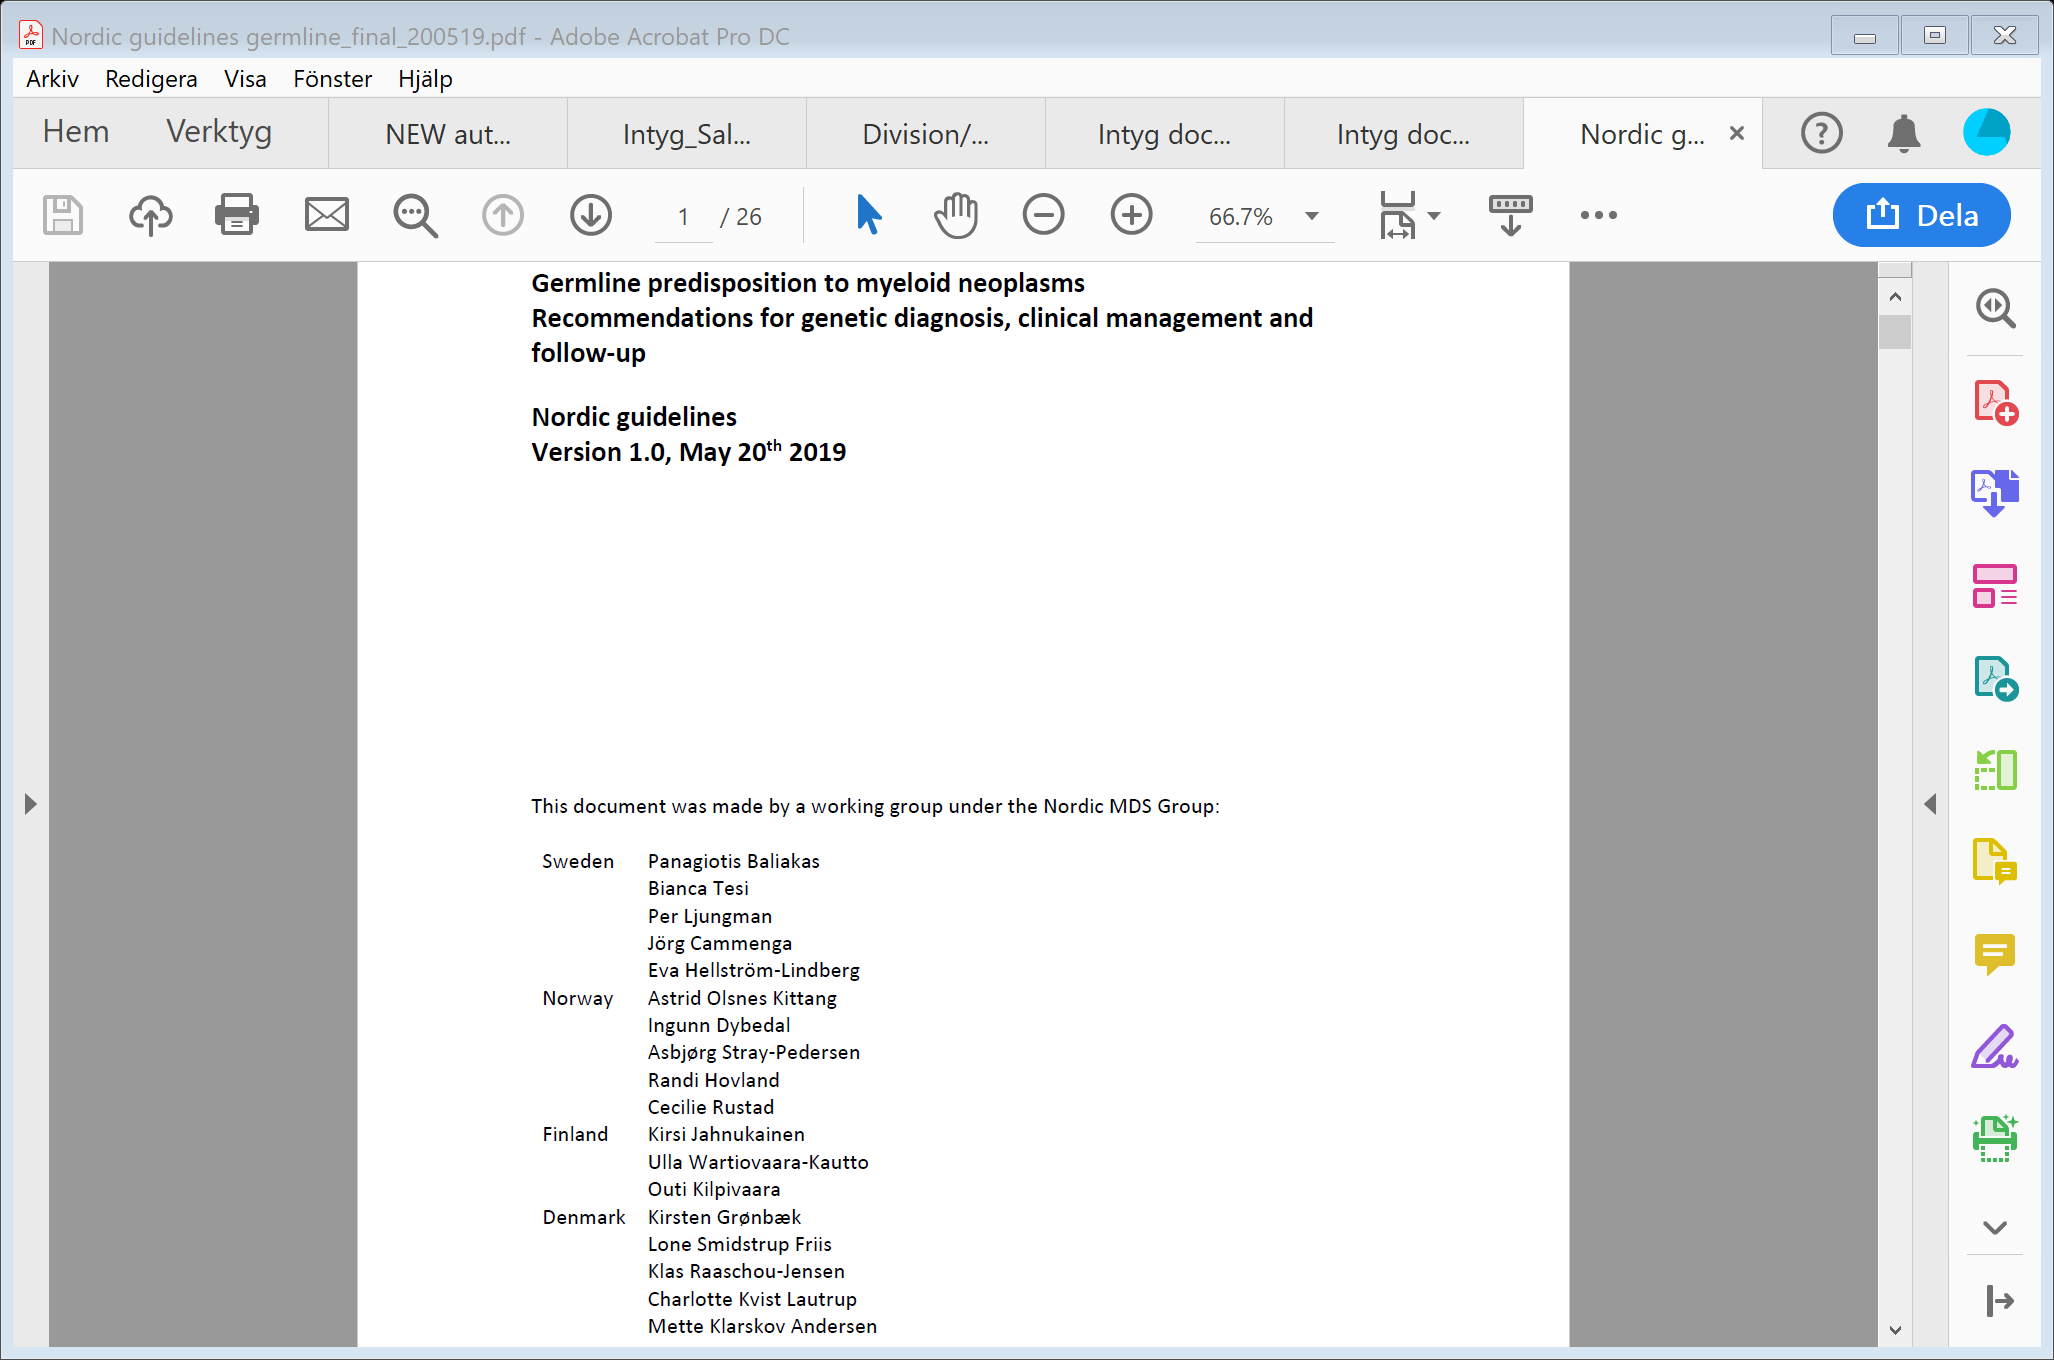 Nordic guidelines germline_final_200519.pdf - Adobe Acrobat Pro DC
Arkiv Redigera Visa Fönster Hjälp
Hem Verktyg NEW aut... Intyg_Sal... Division/... Intyg doc... Intyg doc... Nordic g...
1 / 26 66.7% Dela
Germline predisposition to myeloid neoplasms
Recommendations for genetic diagnosis, clinical management and
follow-up
Nordic guidelines
Version 1.0, May 20th 2019
This document was made by a working group under the Nordic MDS Group:
Sweden Panagiotis Baliakas
Bianca Tesi
Per Ljungman
Jörg Cammenga
Eva Hellström-Lindberg
Norway Astrid Olsnes Kittang
Ingunn Dybedal
Asbjørg Stray-Pedersen
Randi Hovland
Cecilie Rustad
Finland Kirsi Jahnukainen
Ulla Wartiovaara-Kautto
Outi Kilpivaara
Denmark Kirsten Grønbæk
Lone Smidstrup Friis
Klas Raaschou-Jensen
Charlotte Kvist Lautrup
Mette Klarskov Andersen